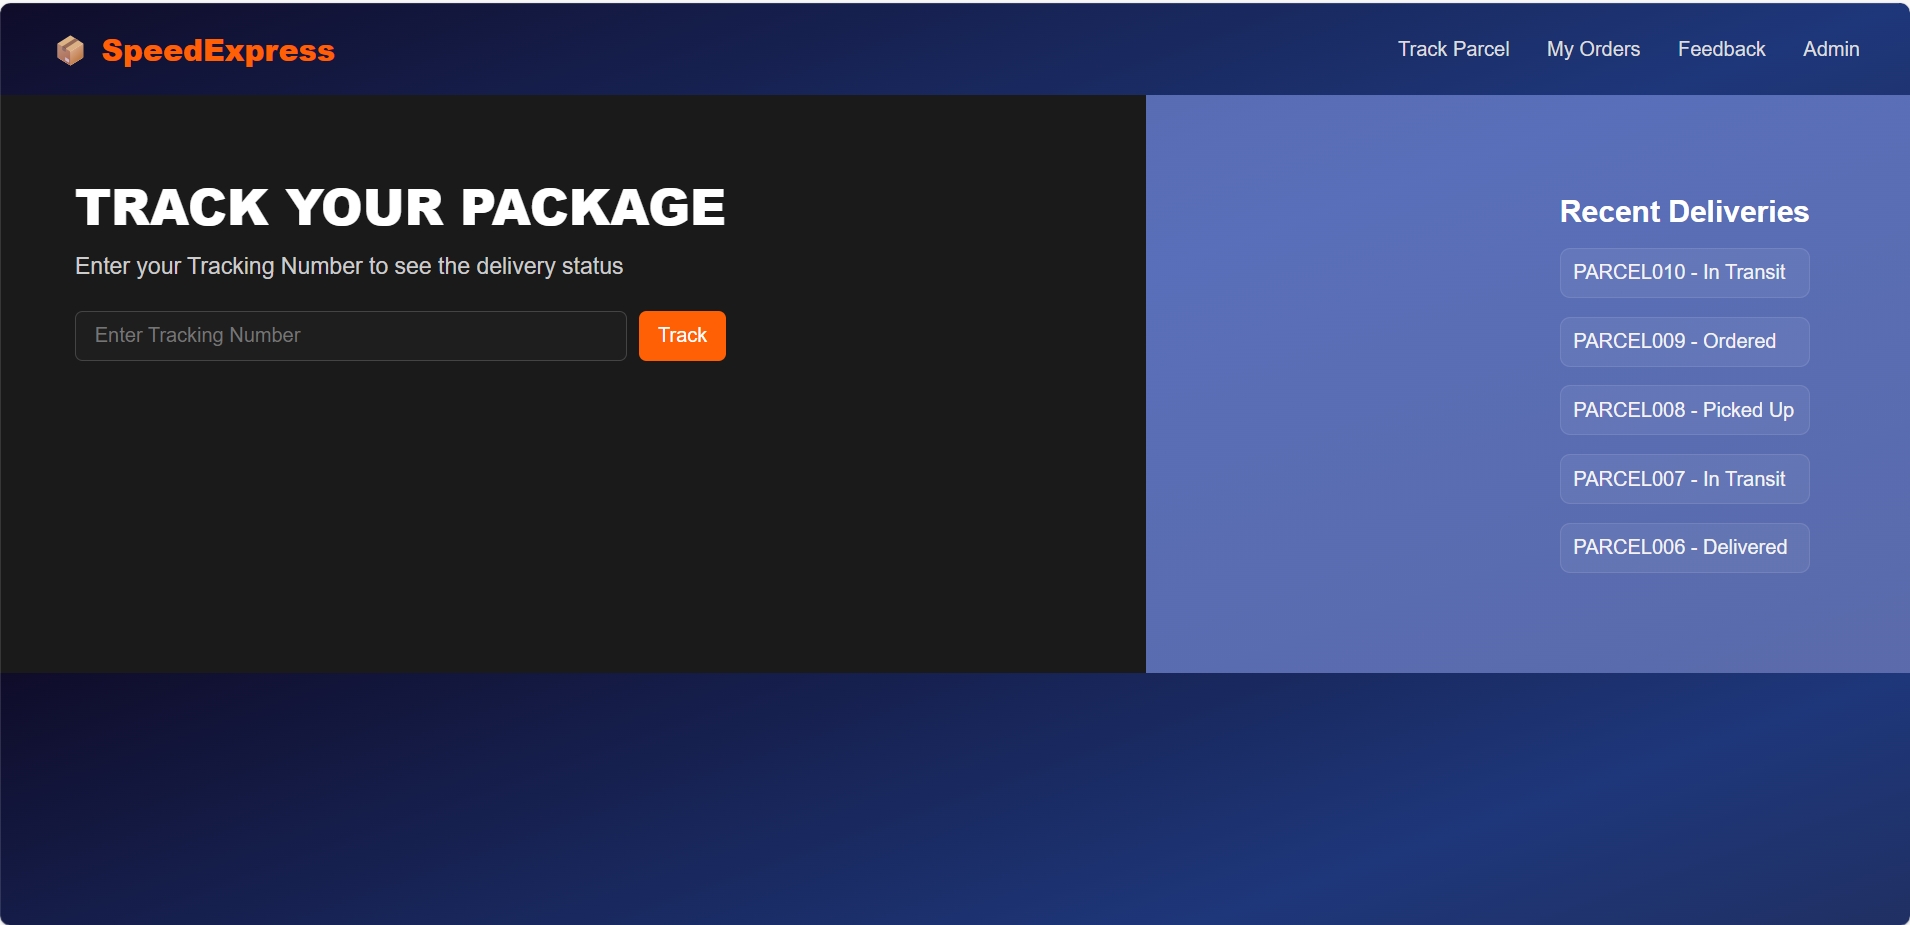 SpeedExpress
Track Parcel My Orders Feedback Admin
TRACK YOUR PACKAGE
Enter your Tracking Number to see the delivery status
Enter Tracking Number Track
Recent Deliveries
PARCEL010 - In Transit
PARCEL009 - Ordered
PARCEL008 - Picked Up
PARCEL007 - In Transit
PARCEL006 - Delivered